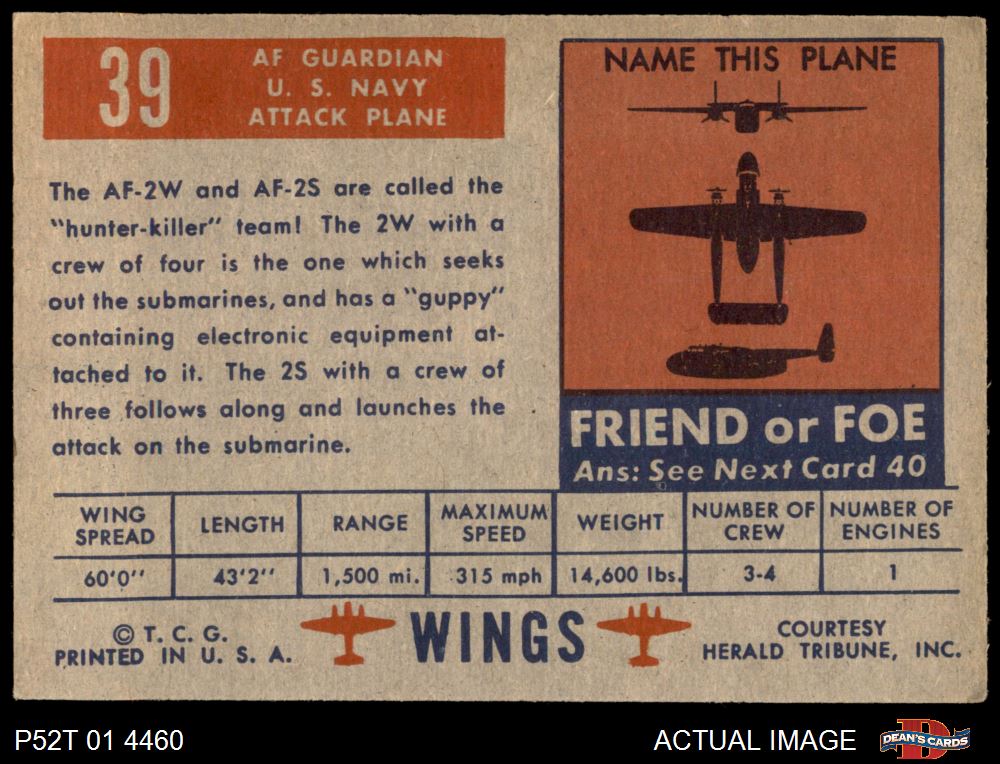 39
AF GUARDIAN
U. S. NAVY
ATTACK PLANE
The AF-2W and AF-2S are called the
"hunter-killer" team! The 2W with a
crew of four is the one which seeks
out the submarines, and has a "guppy"
containing electronic equipment at-
tached to it. The 2S with a crew of
three follows along and launches the
attack on the submarine.
NAME THIS PLANE
FRIEND or FOE
Ans: See Next Card 40
WING SPREAD
LENGTH
RANGE
MAXIMUM SPEED
WEIGHT
NUMBER OF CREW
NUMBER OF ENGINES
60'0"
43'2"
1,500 mi.
315 mph
14,600 lbs.
3-4
1
© T. C. G.
PRINTED IN U. S. A.
WINGS
COURTESY
HERALD TRIBUNE, INC.
P52T 01 4460
ACTUAL IMAGE
D
DEAN'S CARDS